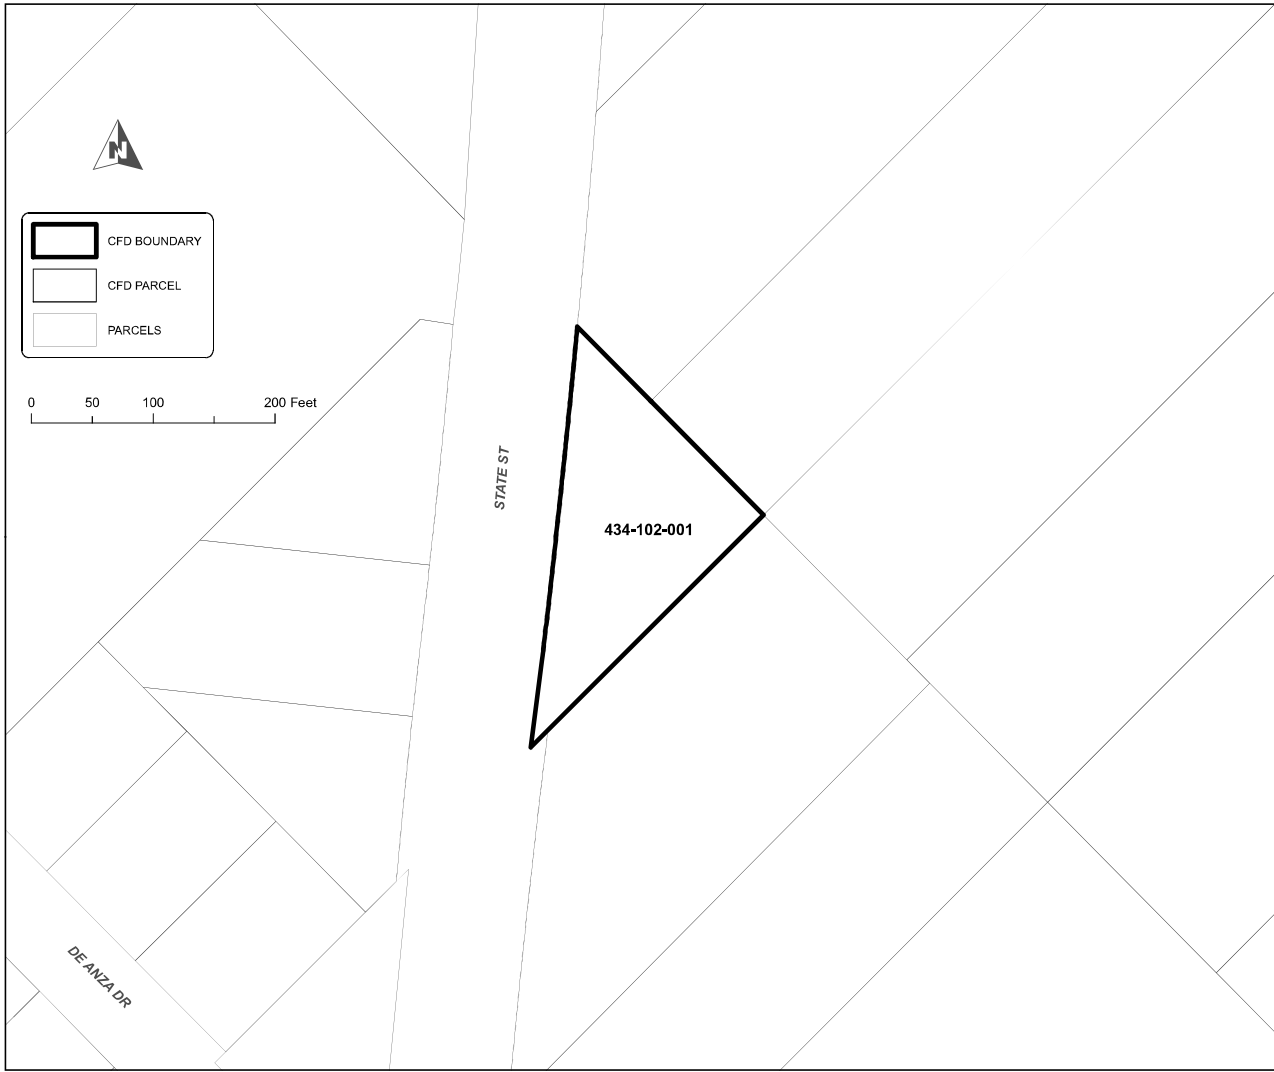 N
CFD BOUNDARY
CFD PARCEL
PARCELS
0 50 100 200 Feet
STATE ST
434-102-001
DE ANZA DR